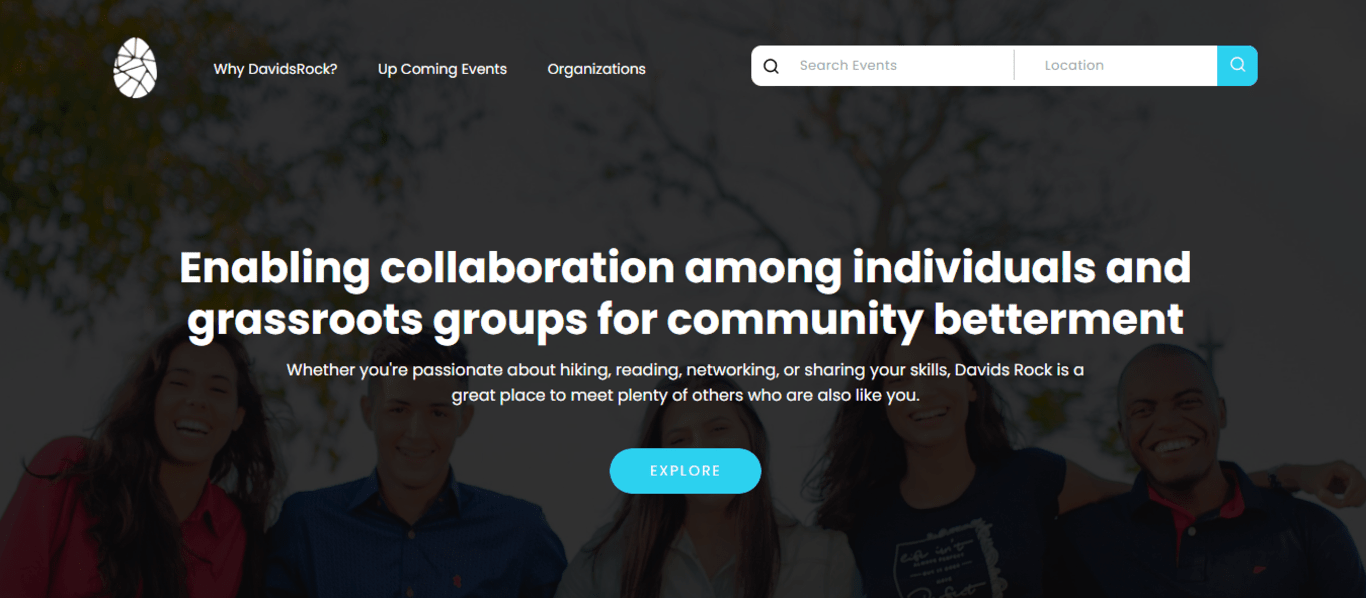 Why DavidsRock?
Up Coming Events
Organizations
Search Events
Location
Enabling collaboration among individuals and
grassroots groups for community betterment
Whether you're passionate about hiking, reading, networking, or sharing your skills, Davids Rock is a
great place to meet plenty of others who are also like you.
EXPLORE
life isn't